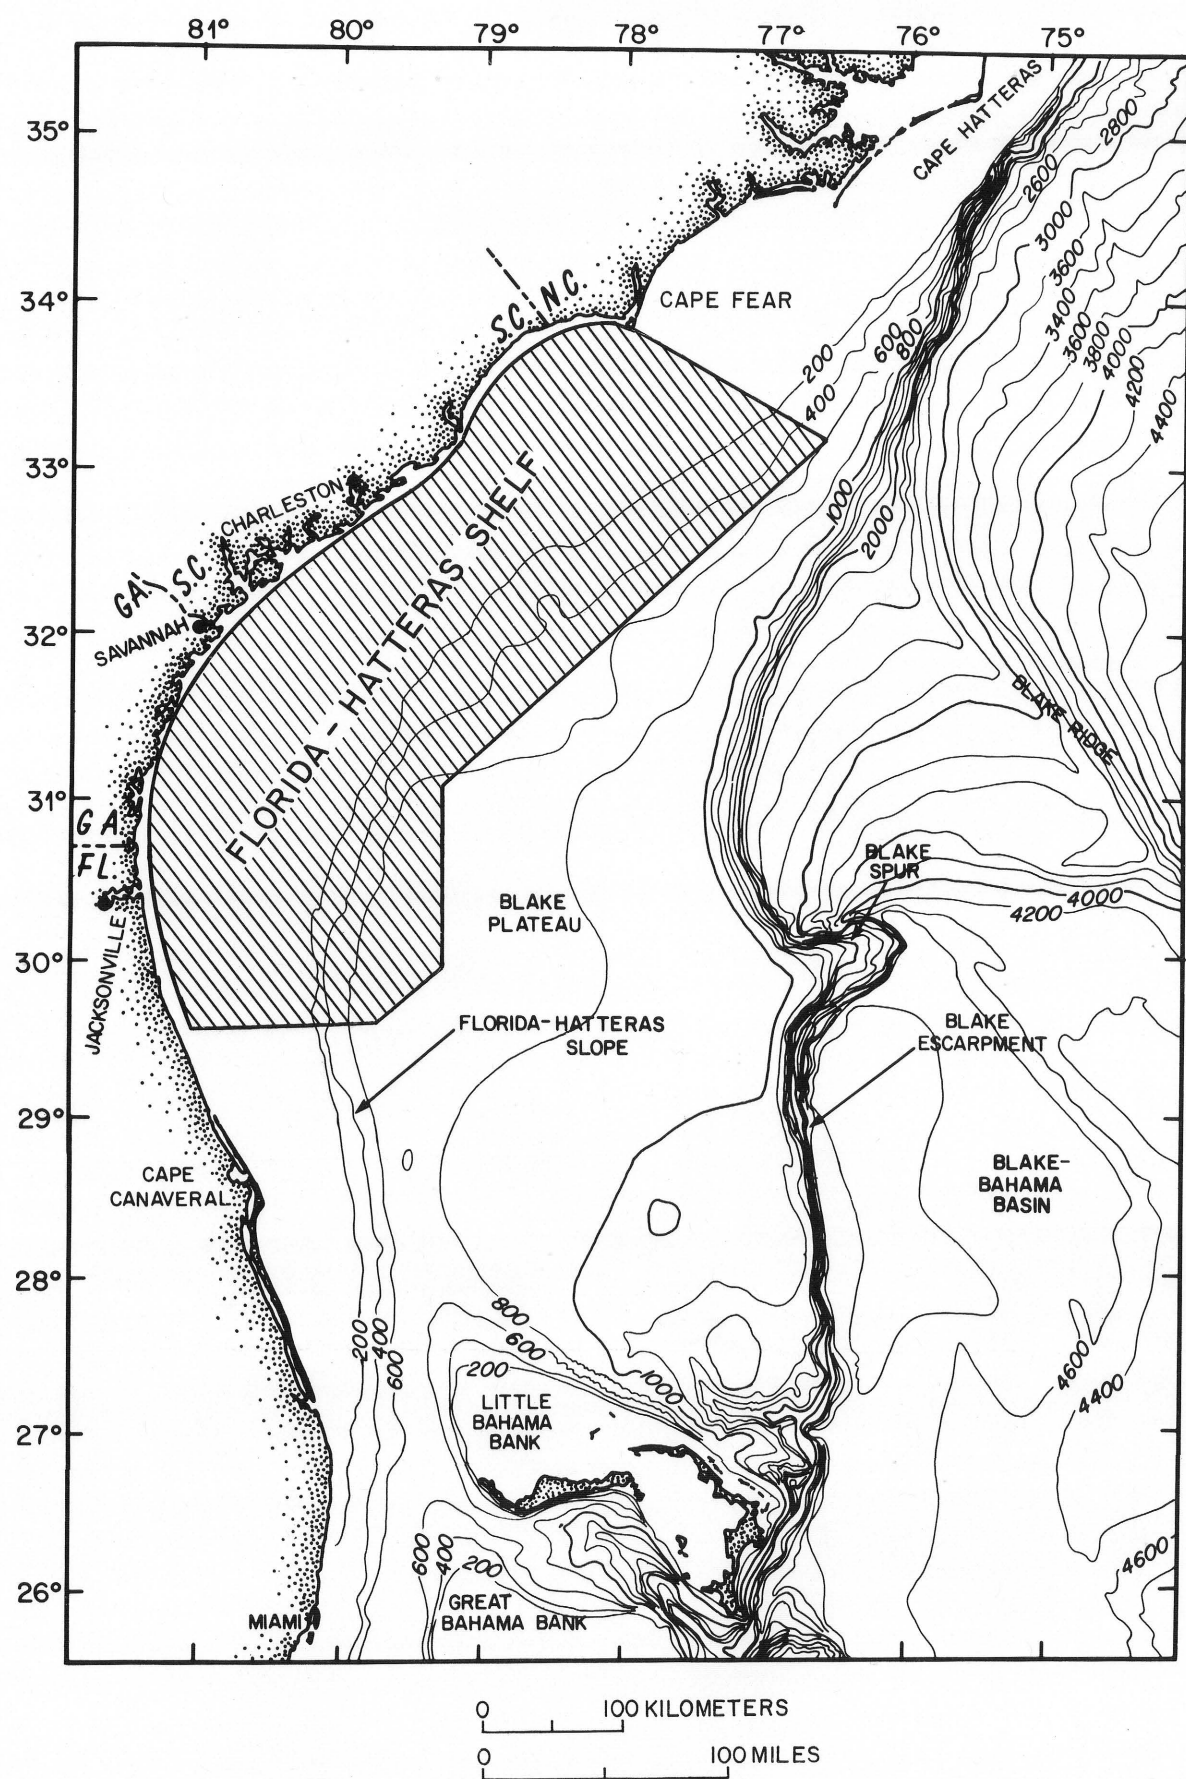 81° 80° 79° 78° 77° 76° 75°
35°
34°
33°
32°
31°
30°
29°
28°
27°
26°
CAPE HATTERAS
2800
2600
3000
3600
3400
3600
3800
4000
4200
4400
S.C. N.C.
CAPE FEAR
200
400
600
800
1000
2000
CHARLESTON
GA. S.C.
SAVANNAH
FLORIDA-HATTERAS SHELF
BLAKE RIDGE
GA
FL.
JACKSONVILLE
BLAKE
SPUR
4000
4200
BLAKE
PLATEAU
FLORIDA-HATTERAS
SLOPE
BLAKE
ESCARPMENT
CAPE
CANAVERAL
BLAKE-
BAHAMA
BASIN
200
400
600
800
600
200
1000
LITTLE
BAHAMA
BANK
4600
4400
600
400
200
4600
GREAT
BAHAMA BANK
MIAMI
0 100 KILOMETERS
0 100 MILES